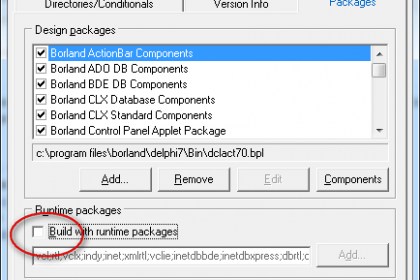 Directories/Conditionals Version Info Packages
Design packages
Borland ActionBar Components
Borland ADO DB Components
Borland BDE DB Components
Borland CLX Database Components
Borland CLX Standard Components
Borland Control Panel Applet Package
c:\program files\borland\delphi7\Bin\dclact70.bpl
Add... Remove Edit Components
Runtime packages
Build with runtime packages
vcl;rtl;vclx;indy;inet;xmlrtl;vclie;inetdbbde;inetdbxpress;dbrtl;c Add...